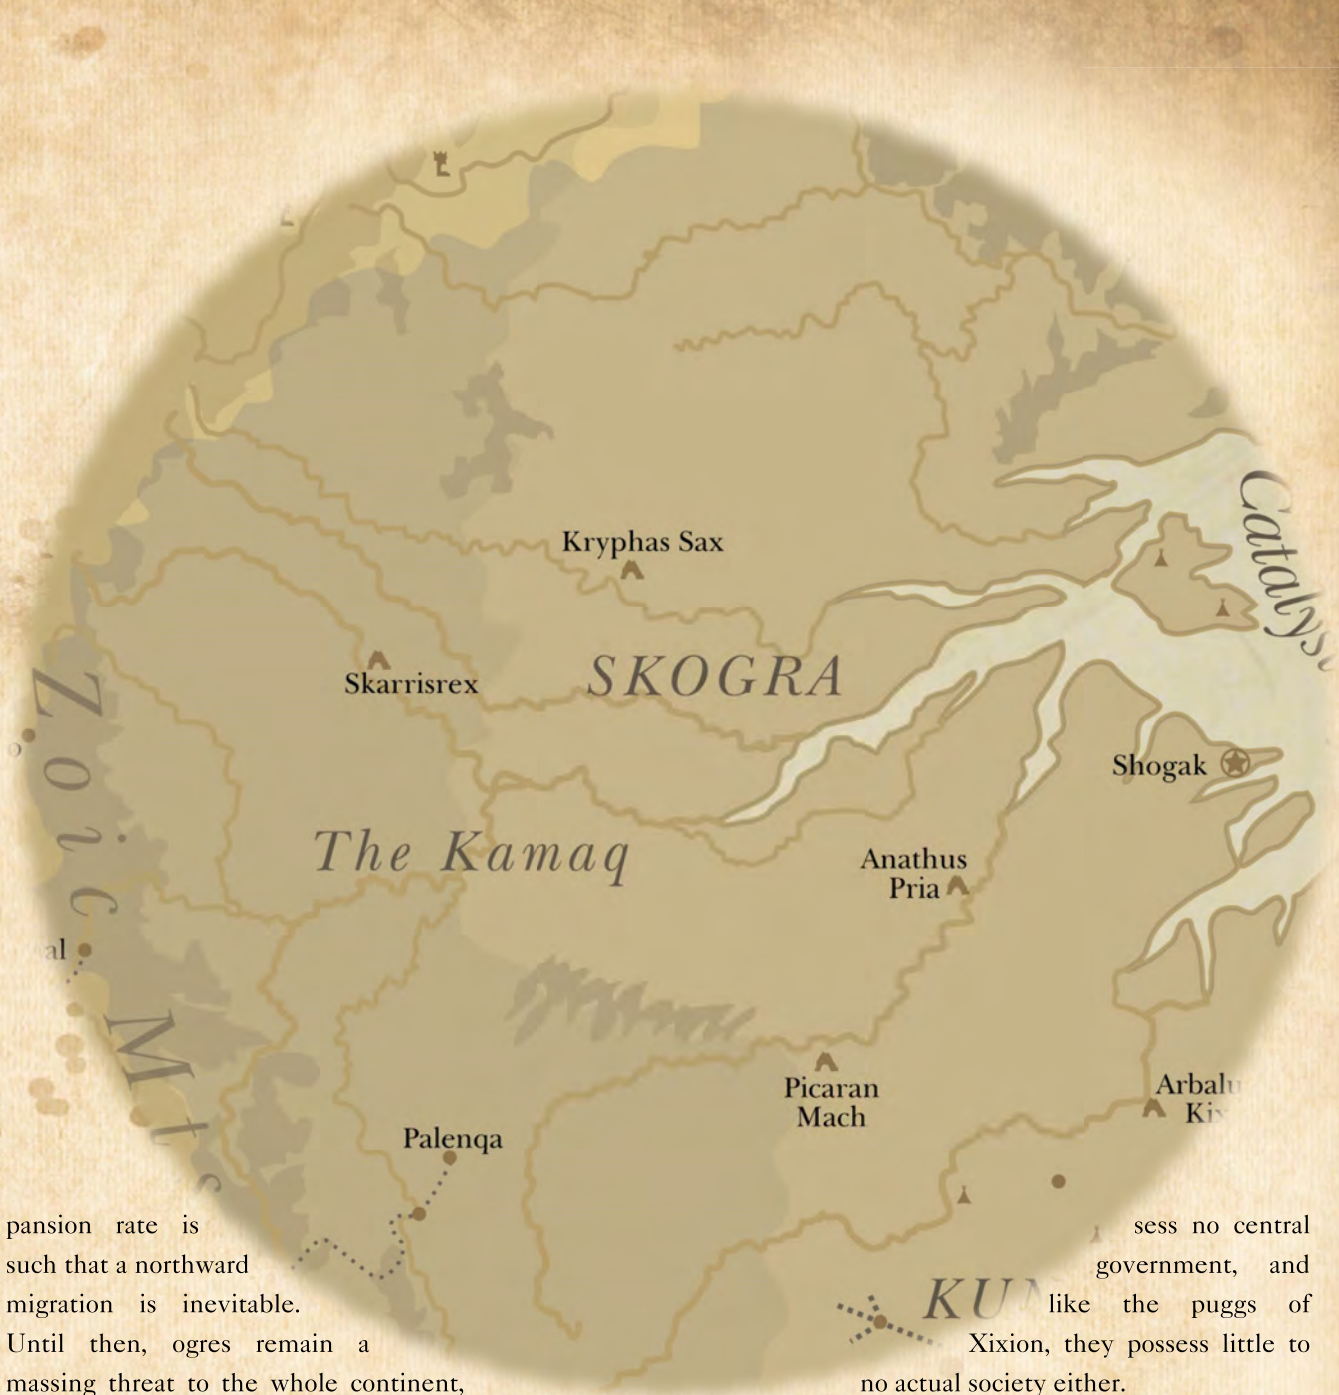 Catalyst
Kryphas Sax
SKOGRA
Skarrisrex
Zoic Mts
Shogak
The Kamaq
Anathus
Pria
al
Picaran
Mach
Palenqa
pansion rate is
such that a northward
migration is inevitable.
Until then, ogres remain a
massing threat to the whole continent,
sess no central
government, and
like the puggs of
Xixion, they possess little to
no actual society either.